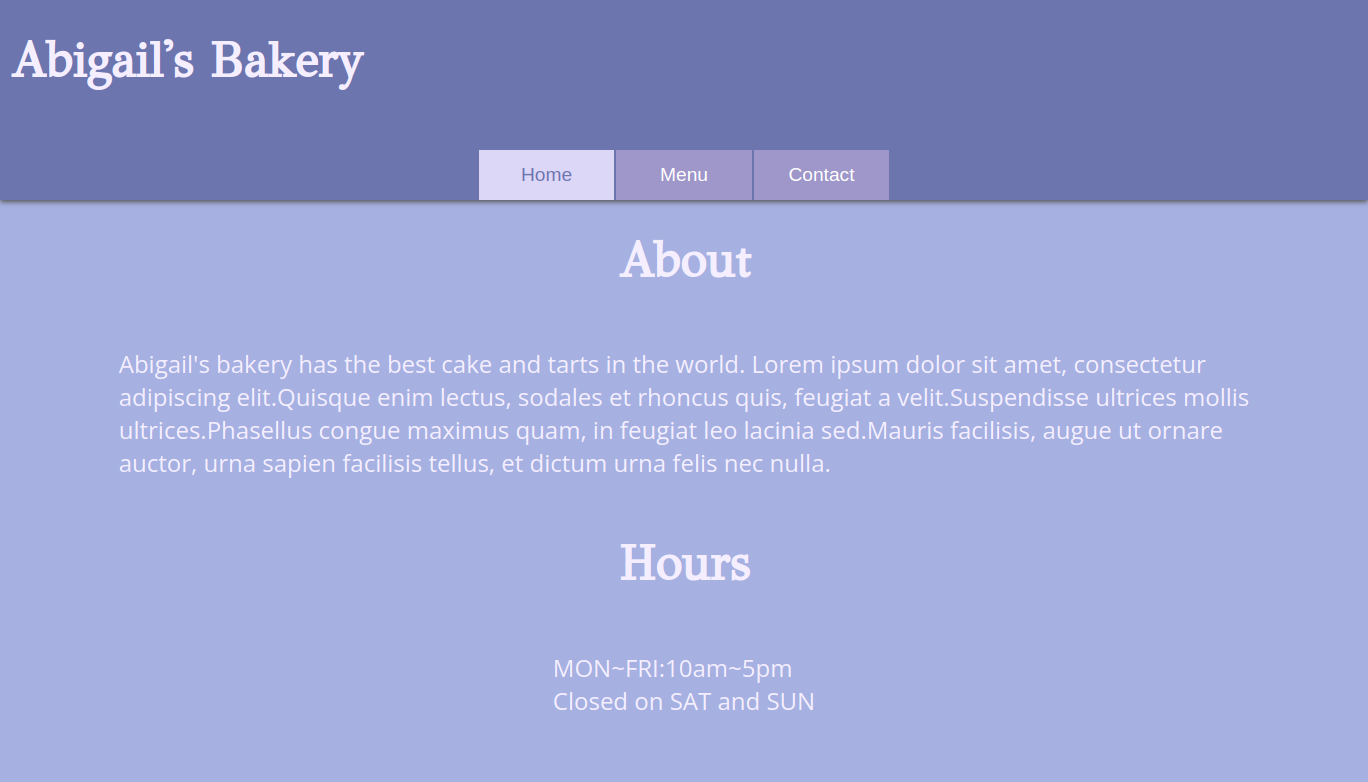 Abigail’s Bakery
Home Menu Contact
About
Abigail's bakery has the best cake and tarts in the world. Lorem ipsum dolor sit amet, consectetur
adipiscing elit.Quisque enim lectus, sodales et rhoncus quis, feugiat a velit.Suspendisse ultrices mollis
ultrices.Phasellus congue maximus quam, in feugiat leo lacinia sed.Mauris facilisis, augue ut ornare
auctor, urna sapien facilisis tellus, et dictum urna felis nec nulla.
Hours
MON~FRI:10am~5pm
Closed on SAT and SUN